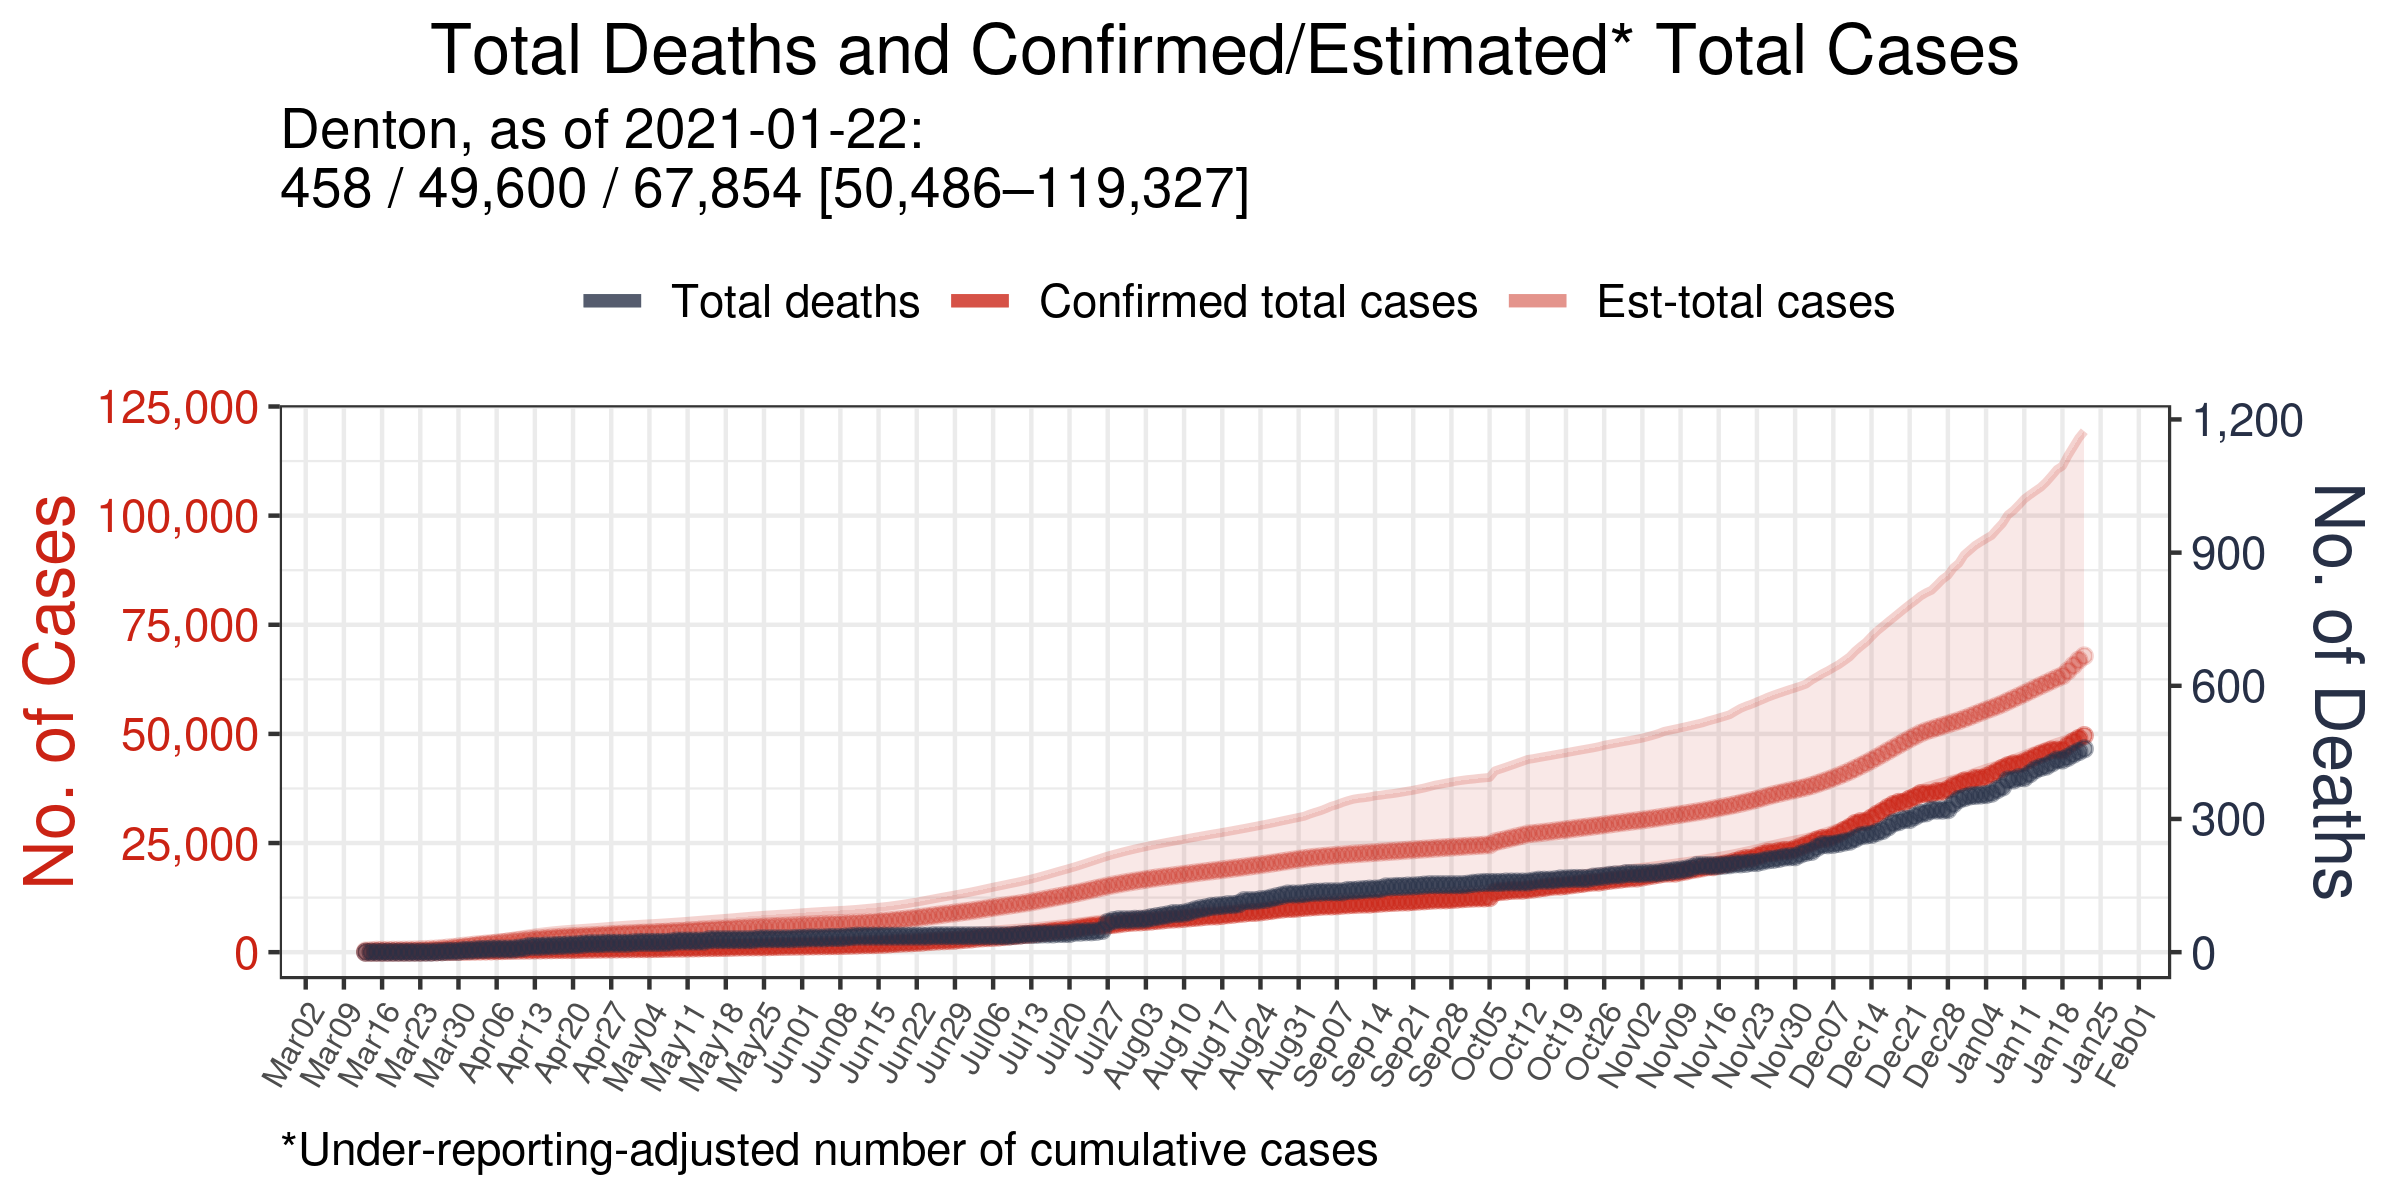 Total Deaths and Confirmed/Estimated* Total Cases
Denton, as of 2021-01-22:
458 / 49,600 / 67,854 [50,486–119,327]
Total deaths
Confirmed total cases
Est-total cases
No. of Cases
125,000
100,000
75,000
50,000
25,000
0
1,200
900
600
300
0
No. of Deaths
Mar02
Mar09
Mar16
Mar23
Mar30
Apr06
Apr13
Apr20
Apr27
May04
May11
May18
May25
Jun01
Jun08
Jun15
Jun22
Jun29
Jul06
Jul13
Jul20
Jul27
Aug03
Aug10
Aug17
Aug24
Aug31
Sep07
Sep14
Sep21
Sep28
Oct05
Oct12
Oct19
Oct26
Nov02
Nov09
Nov16
Nov23
Nov30
Dec07
Dec14
Dec21
Dec28
Jan04
Jan11
Jan18
Jan25
Feb01
*Under-reporting-adjusted number of cumulative cases